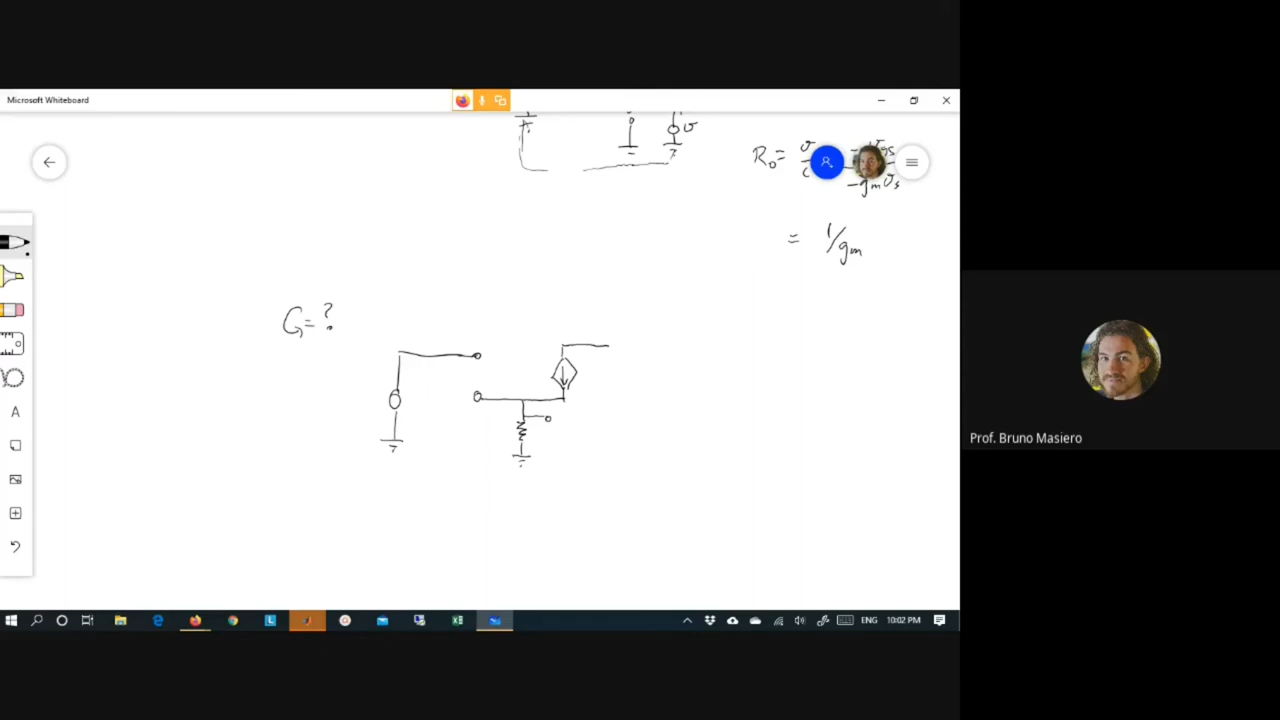 Microsoft Whiteboard
R₀ =
= 1/gm
G = ?
A
Prof. Bruno Masiero
ENG 10:02 PM